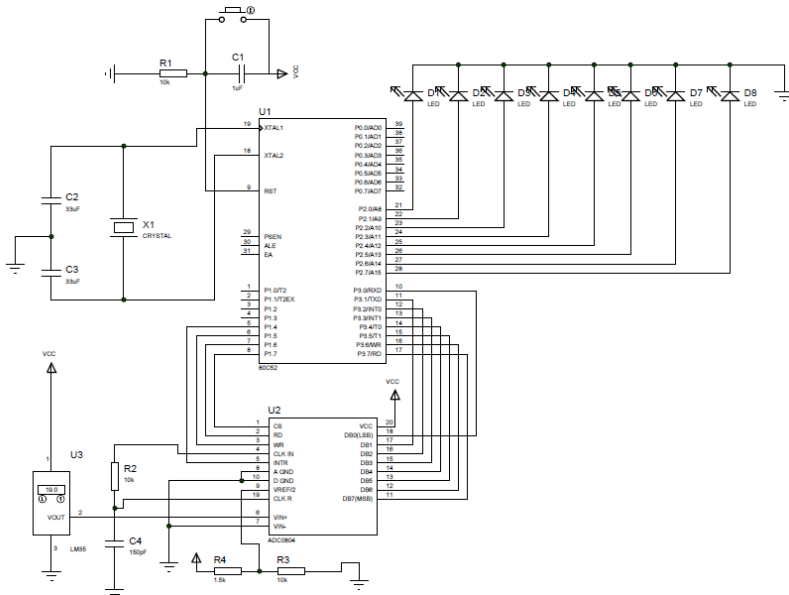 R1
10k
C1
1uF
VCC
U1
19 XTAL1
18 XTAL2
9 RST
29 PSEN
30 ALE
31 EA
1 P1.0/T2
2 P1.1/T2EX
3 P1.2
4 P1.3
5 P1.4
6 P1.5
7 P1.6
8 P1.7
80C52
P0.0/AD0 39
P0.1/AD1 38
P0.2/AD2 37
P0.3/AD3 36
P0.4/AD4 35
P0.5/AD5 34
P0.6/AD6 33
P0.7/AD7 32
P2.0/A8 21
P2.1/A9 22
P2.2/A10 23
P2.3/A11 24
P2.4/A12 25
P2.5/A13 26
P2.6/A14 27
P2.7/A15 28
P3.0/RXD 10
P3.1/TXD 11
P3.2/INT0 12
P3.3/INT1 13
P3.4/T0 14
P3.5/T1 15
P3.6/WR 16
P3.7/RD 17
D1 D2 D3 D4 D5 D6 D7 D8
LED LED LED LED LED LED LED LED
C2
33uF
X1
CRYSTAL
C3
33uF
VCC
VCC
U2
1 CS
2 RD
3 WR
4 CLK IN
5 INTR
8 A GND
10 D GND
9 VREF/2
19 CLK R
6 VIN+
7 VIN-
ADC0804
VCC 20
DB0(LSB) 18
DB1 17
DB2 16
DB3 15
DB4 14
DB5 13
DB6 12
DB7(MSB) 11
U3
1
19.0
VOUT 2
3
LM35
R2
10k
C4
150pF
R4
1.5k
R3
10k